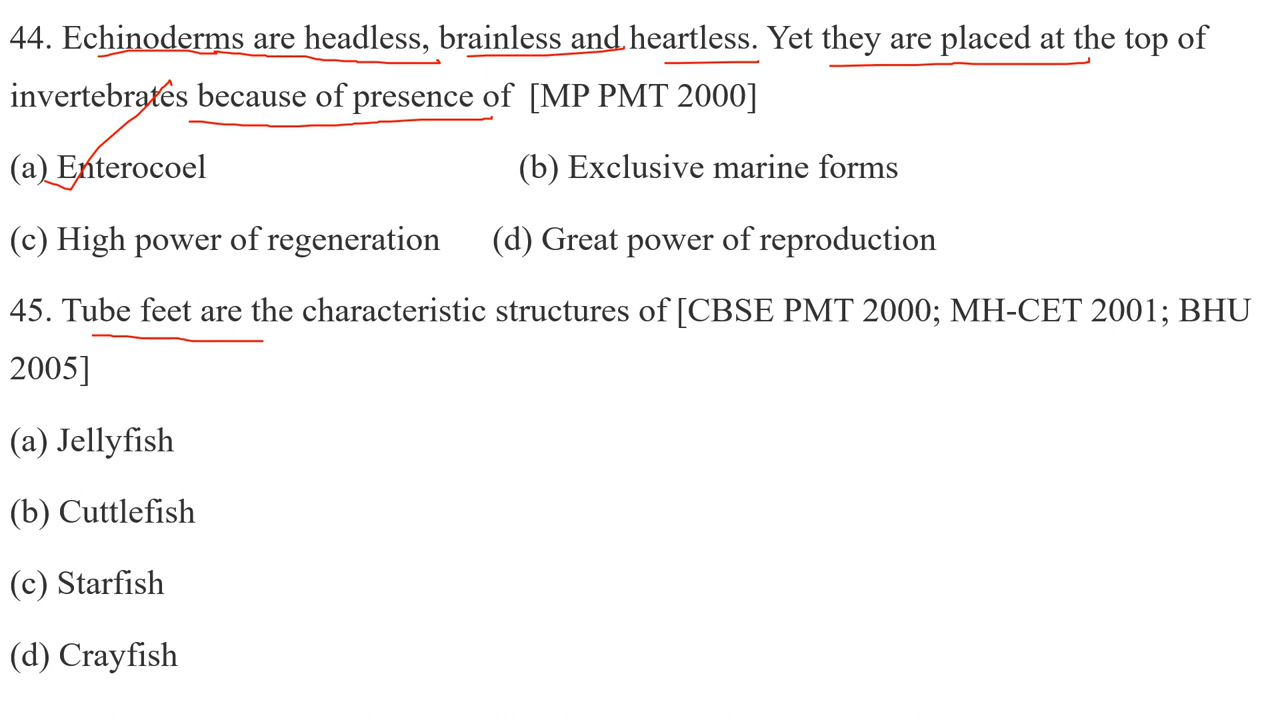 44. Echinoderms are headless, brainless and heartless. Yet they are placed at the top of
invertebrates because of presence of [MP PMT 2000]
(a) Enterocoel (b) Exclusive marine forms
(c) High power of regeneration (d) Great power of reproduction
45. Tube feet are the characteristic structures of [CBSE PMT 2000; MH-CET 2001; BHU
2005]
(a) Jellyfish
(b) Cuttlefish
(c) Starfish
(d) Crayfish